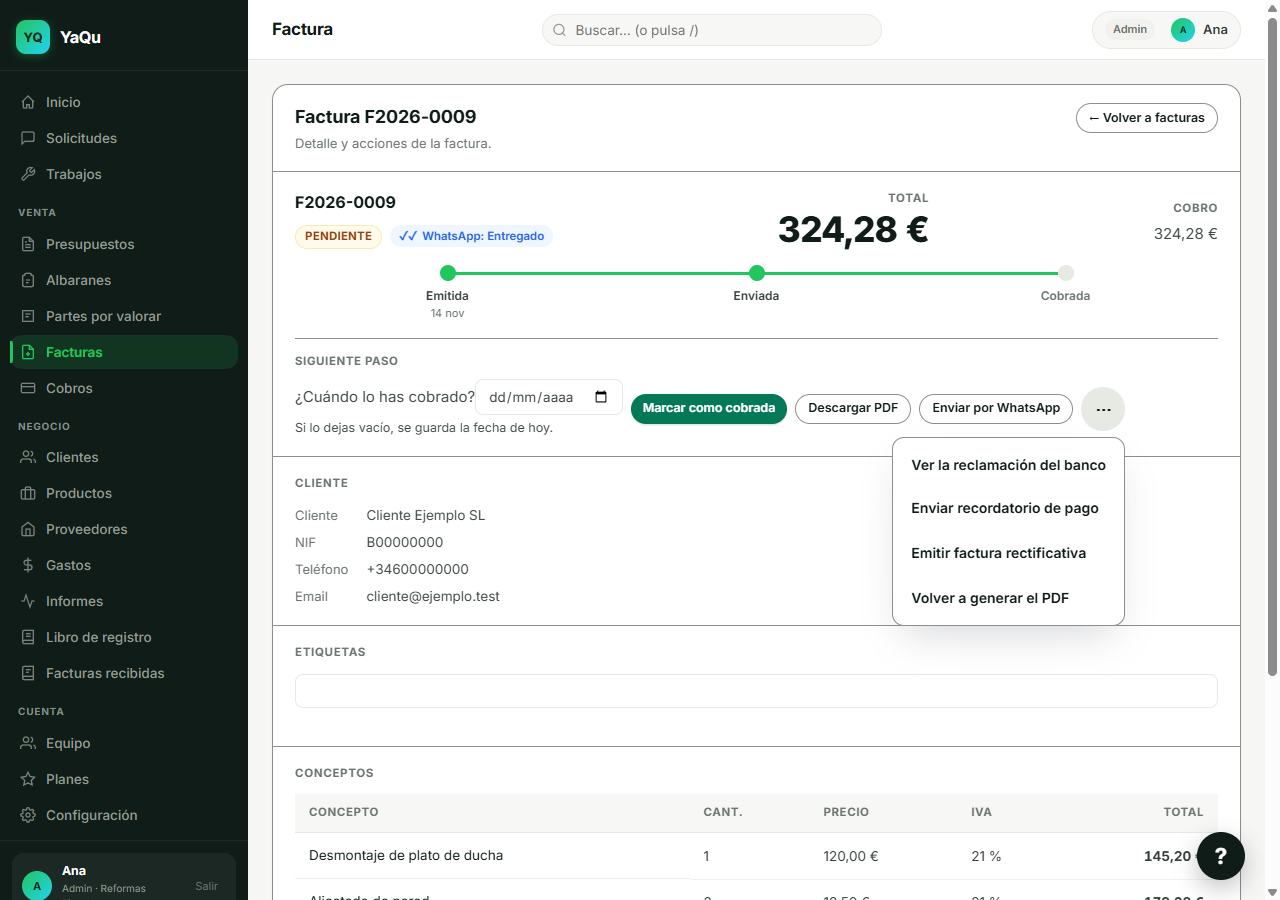 YQ YaQu
Factura
Buscar... (o pulsa /)
Admin
A Ana
Inicio
Solicitudes
Trabajos
VENTA
Presupuestos
Albaranes
Partes por valorar
Facturas
Cobros
NEGOCIO
Clientes
Productos
Proveedores
Gastos
Informes
Libro de registro
Facturas recibidas
CUENTA
Equipo
Planes
Configuración
A
Ana
Admin · Reformas
Salir
Factura F2026-0009
Detalle y acciones de la factura.
← Volver a facturas
F2026-0009
PENDIENTE
✓✓ WhatsApp: Entregado
TOTAL
324,28 €
COBRO
324,28 €
Emitida
14 nov
Enviada
Cobrada
SIGUIENTE PASO
¿Cuándo lo has cobrado?
dd/mm/aaaa
Si lo dejas vacío, se guarda la fecha de hoy.
Marcar como cobrada
Descargar PDF
Enviar por WhatsApp
...
Ver la reclamación del banco
Enviar recordatorio de pago
Emitir factura rectificativa
Volver a generar el PDF
CLIENTE
Cliente Cliente Ejemplo SL
NIF B00000000
Teléfono +34600000000
Email cliente@ejemplo.test
ETIQUETAS
CONCEPTOS
CONCEPTO CANT. PRECIO IVA TOTAL
Desmontaje de plato de ducha 1 120,00 € 21 % 145,20
?